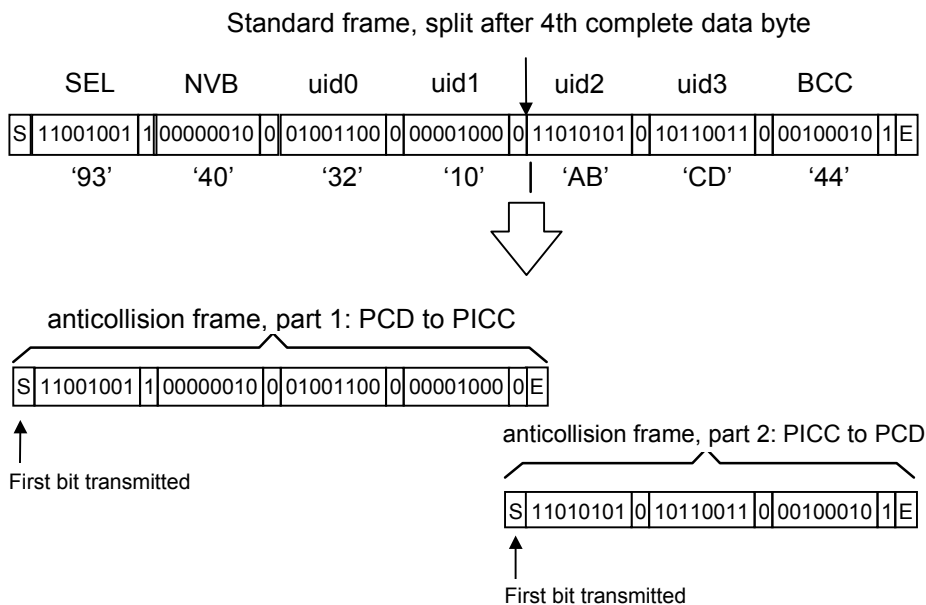 Standard frame, split after 4th complete data byte
SEL NVB uid0 uid1 uid2 uid3 BCC
S 11001001 1 00000010 0 01001100 0 00001000 0 11010101 0 10110011 0 00100010 1 E
‘93’ ‘40’ ‘32’ ‘10’ ‘AB’ ‘CD’ ‘44’
anticollision frame, part 1: PCD to PICC
S 11001001 1 00000010 0 01001100 0 00001000 0 E
First bit transmitted
anticollision frame, part 2: PICC to PCD
S 11010101 0 10110011 0 00100010 1 E
First bit transmitted